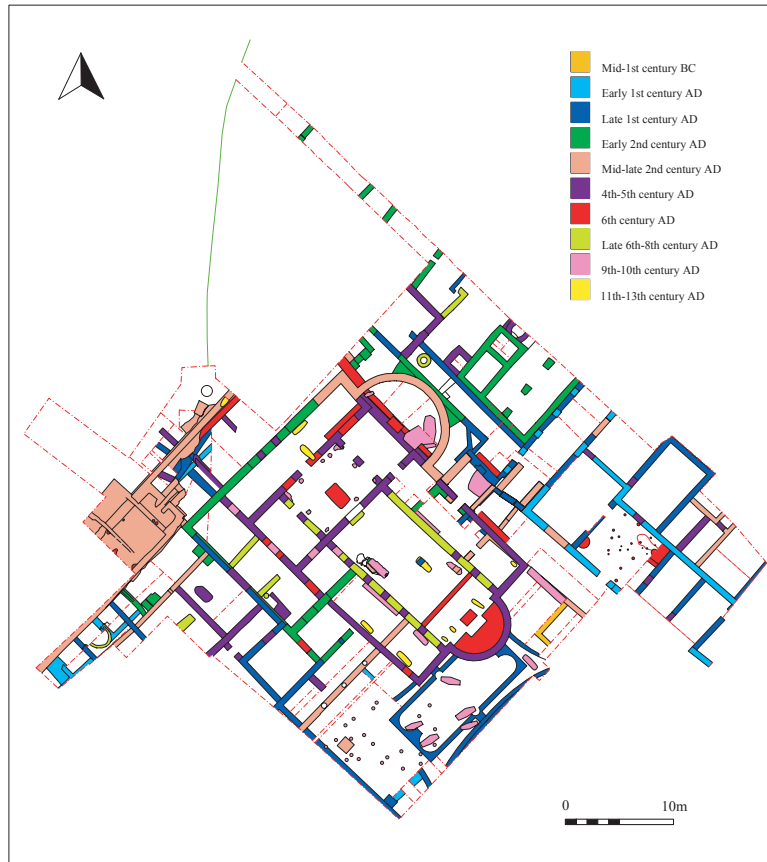 Mid-1st century BC
Early 1st century AD
Late 1st century AD
Early 2nd century AD
Mid-late 2nd century AD
4th-5th century AD
6th century AD
Late 6th-8th century AD
9th-10th century AD
11th-13th century AD
0 10m